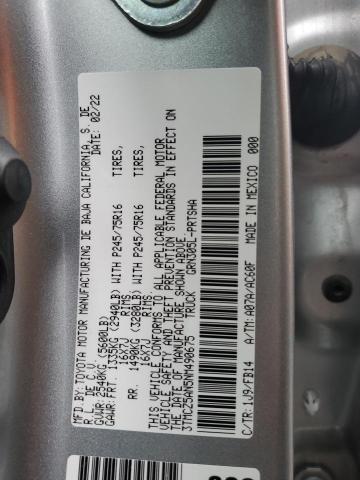 MFD.BY: TOYOTA MOTOR MANUFACTURING DE BAJA CALIFORNIA, S. DE
R.L. DE C.V. 02/22
GVWR: 2540KG (5600LB)
GAWR: FRT. 1335KG (2940LB) WITH P245/75R16 TIRES,
16X7J RIMS
RR. 1490KG (3280LB) WITH P245/75R16 TIRES,
16X7J RIMS.
THIS VEHICLE CONFORMS TO ALL APPLICABLE FEDERAL MOTOR
VEHICLE SAFETY AND THEFT PREVENTION STANDARDS IN EFFECT ON
THE DATE OF MANUFACTURE SHOWN ABOVE.
3TMCZ5AN5NM490675 TRUCK GRN305L-PRTSHA
C/TR: 1J9/FB14 A/TM: A07A/AC60F MADE IN MEXICO 000